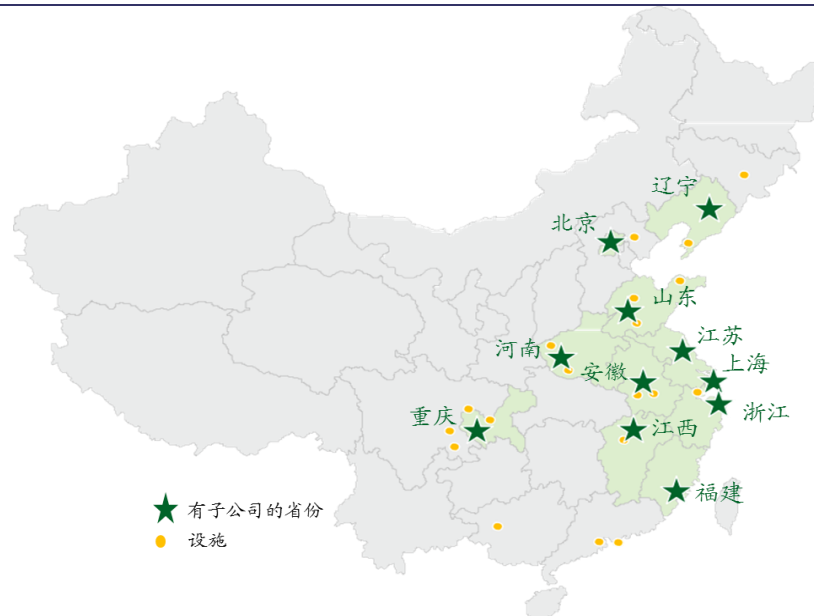 辽宁
北京
山东
江苏
河南
上海
安徽
浙江
重庆
江西
福建
有子公司的省份
设施